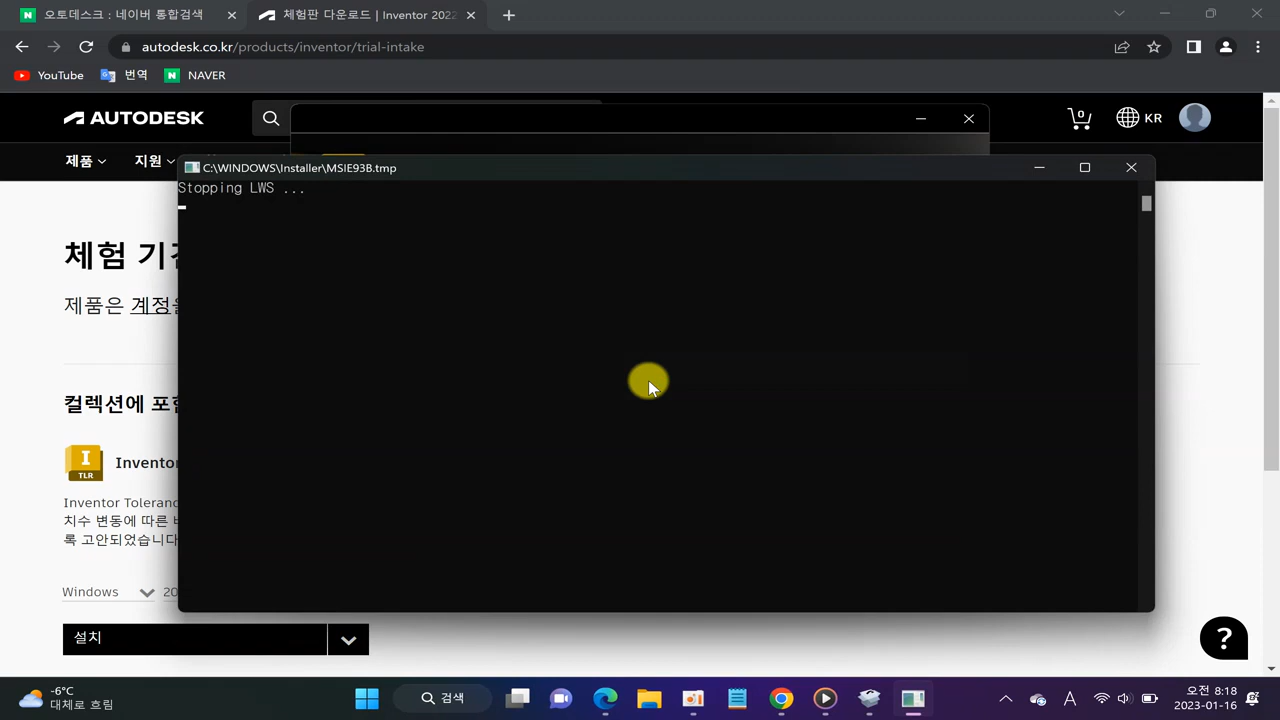 오토데스크 : 네이버 통합검색
체험판 다운로드 | Inventor 2022
autodesk.co.kr/products/inventor/trial-intake
YouTube
번역
NAVER
AUTODESK
0
KR
제품
지원
C:\WINDOWS\Installer\MSIE93B.tmp
Stopping LWS ...
체험
제품은 계정
컬렉션에
I
TLR
Inventor
Inventor Toleranc
치수 변동에 따른
록 고안되었습니다
Windows
20
설치
?
-6°C
대체로 흐림
검색
A
오전 8:18
2023-01-16